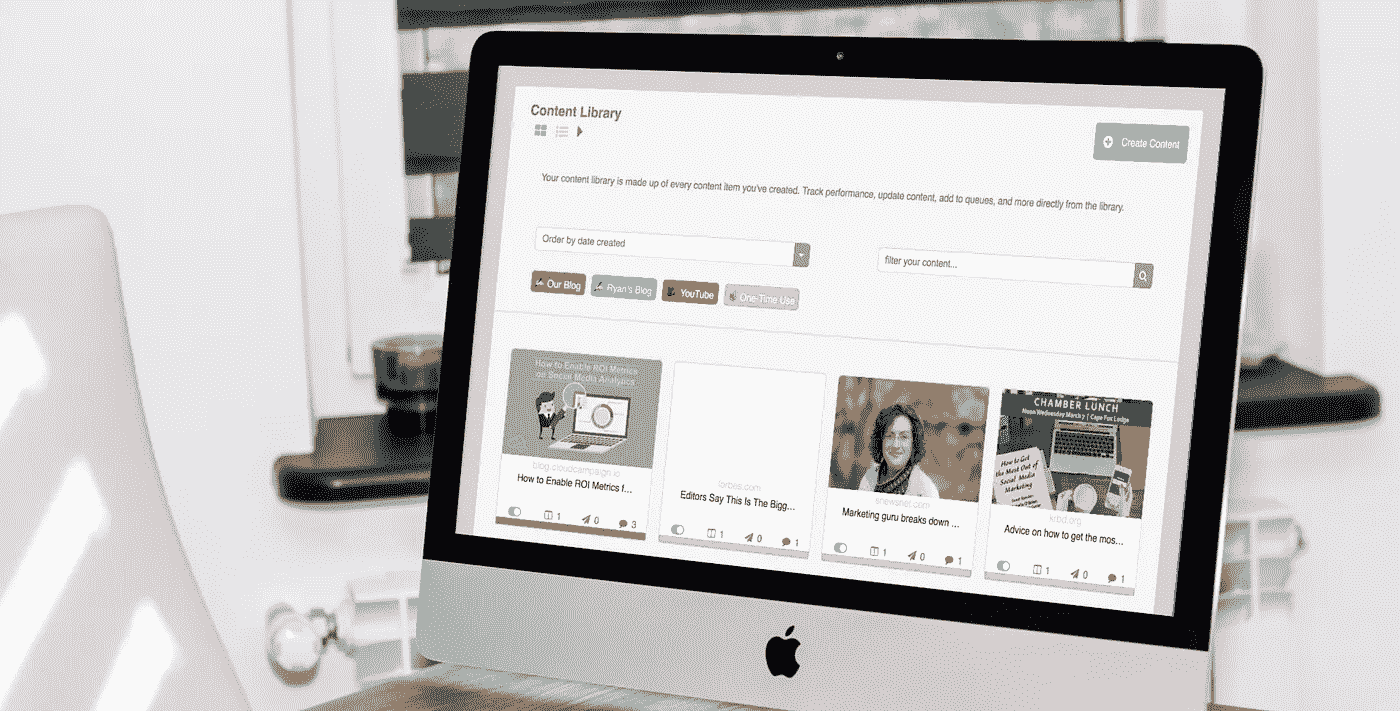 Content Library
Create Content
Your content library is made up of every content item you've created. Track performance, update content, add to queues, and more directly from the library.
Order by date created
filter your content...
Our Blog
Ryan's Blog
YouTube
One-Time Use
How to Enable ROI Metrics
on Social Media Analytics
blog.cloudcampaign.io
How to Enable ROI Metrics f...
1 0 3
forbes.com
Editors Say This Is The Bigg...
1 0 1
Marketing guru breaks down ...
1 0 1
CHAMBER LUNCH
Noon Wednesday March 7 | Cape Fox Lodge
How to Get
the Most Out of
Social Media
Marketing
krbd.org
Advice on how to get the mos...
1 0 1